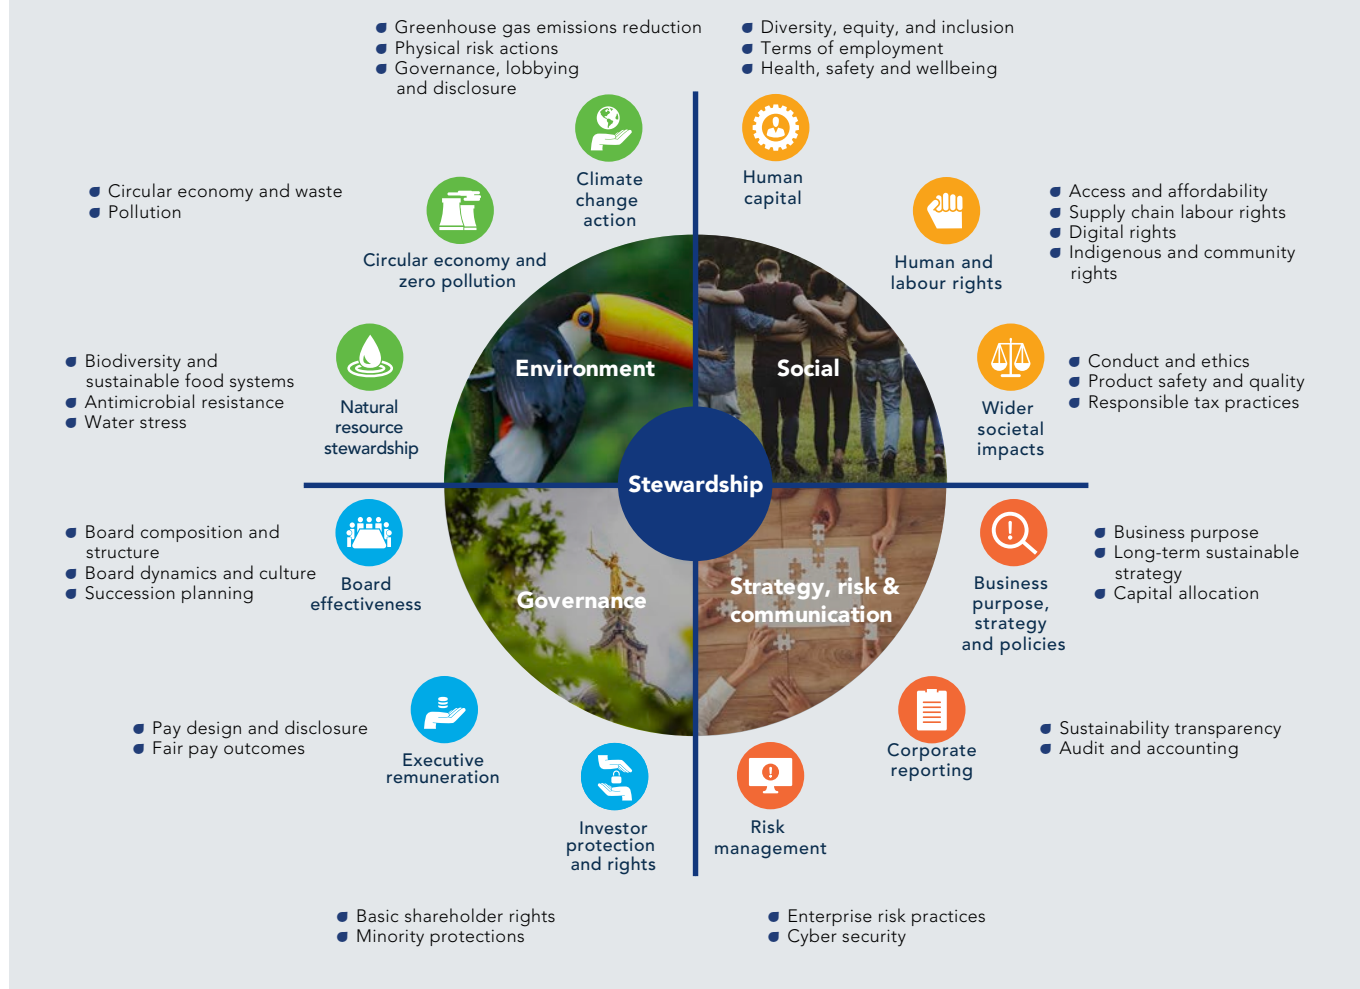 Greenhouse gas emissions reduction
Physical risk actions
Governance, lobbying
and disclosure
Climate
change
action
Diversity, equity, and inclusion
Terms of employment
Health, safety and wellbeing
Human
capital
Circular economy and waste
Pollution
Circular economy and
zero pollution
Access and affordability
Supply chain labour rights
Digital rights
Indigenous and community
rights
Human and
labour rights
Biodiversity and
sustainable food systems
Antimicrobial resistance
Water stress
Natural
resource
stewardship
Environment
Social
Wider
societal
impacts
Conduct and ethics
Product safety and quality
Responsible tax practices
Stewardship
Board composition and
structure
Board dynamics and culture
Succession planning
Board
effectiveness
Governance
Strategy, risk &
communication
Business
purpose,
strategy
and policies
Business purpose
Long-term sustainable
strategy
Capital allocation
Pay design and disclosure
Fair pay outcomes
Executive
remuneration
Corporate
reporting
Sustainability transparency
Audit and accounting
Investor
protection
and rights
Risk
management
Basic shareholder rights
Minority protections
Enterprise risk practices
Cyber security